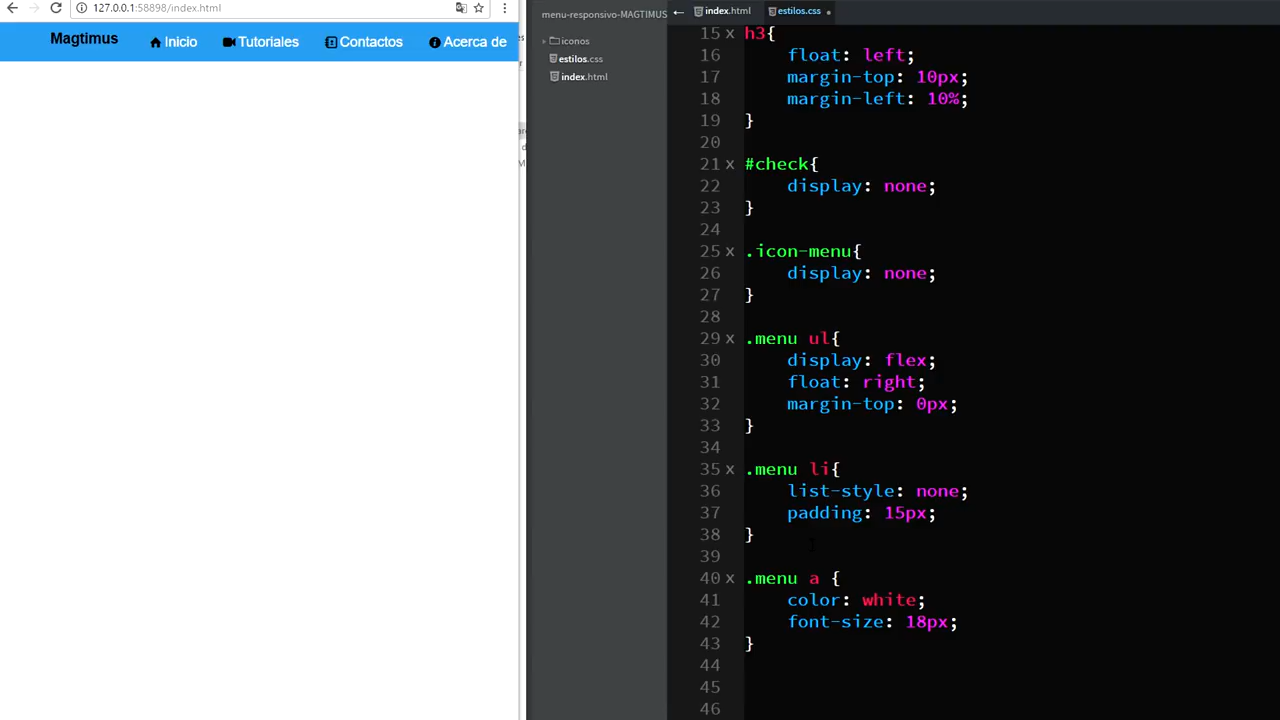 127.0.0.1:58898/index.html
Magtimus
Inicio
Tutoriales
Contactos
Acerca de
menu-responsivo-MAGTIMUS
iconos
estilos.css
index.html
index.html
estilos.css
15 x h3{
16 float: left;
17 margin-top: 10px;
18 margin-left: 10%;
19 }
20
21 x #check{
22 display: none;
23 }
24
25 x .icon-menu{
26 display: none;
27 }
28
29 x .menu ul{
30 display: flex;
31 float: right;
32 margin-top: 0px;
33 }
34
35 x .menu li{
36 list-style: none;
37 padding: 15px;
38 }
39
40 x .menu a {
41 color: white;
42 font-size: 18px;
43 }
44
45
46